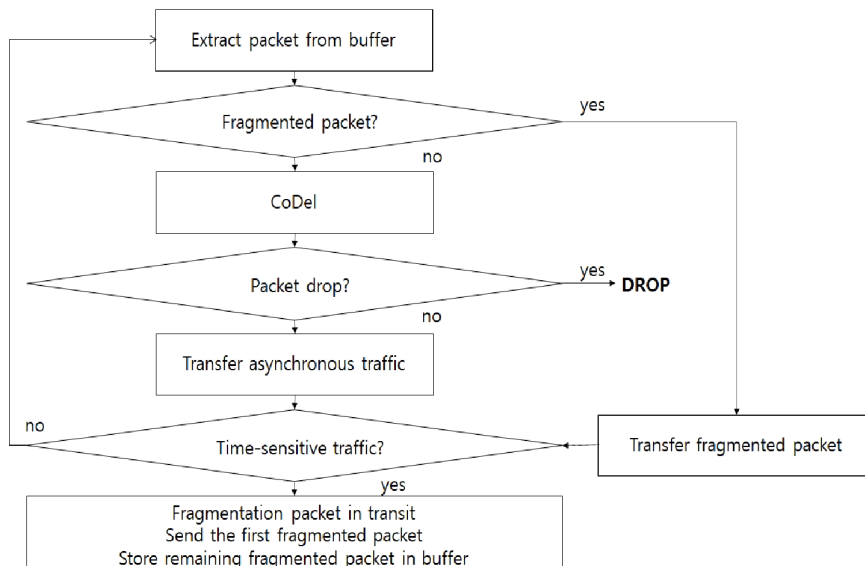 Extract packet from buffer
yes
Fragmented packet?
no
CoDel
yes
Packet drop?
DROP
no
Transfer asynchronous traffic
no
Time-sensitive traffic?
Transfer fragmented packet
yes
Fragmentation packet in transit
Send the first fragmented packet
Store remaining fragmented packet in buffer